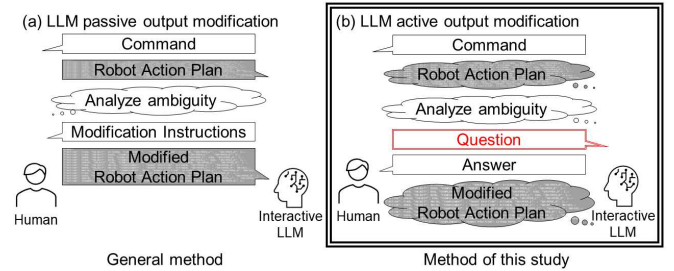 (a) LLM passive output modification
Command
Robot Action Plan
Analyze ambiguity
Modification Instructions
Modified
Robot Action Plan
Human
Interactive
LLM
General method
(b) LLM active output modification
Command
Robot Action Plan
Analyze ambiguity
Question
Answer
Modified
Robot Action Plan
Human
Interactive
LLM
Method of this study